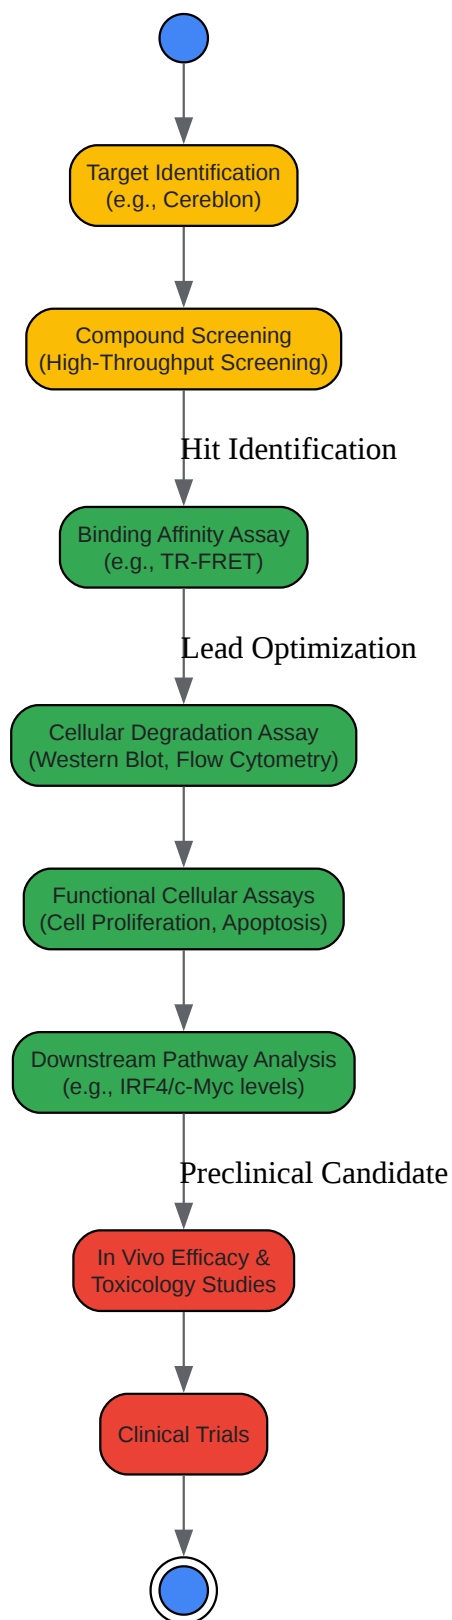 Target Identification
(e.g., Cereblon)
Compound Screening
(High-Throughput Screening)
Hit Identification
Binding Affinity Assay
(e.g., TR-FRET)
Lead Optimization
Cellular Degradation Assay
(Western Blot, Flow Cytometry)
Functional Cellular Assays
(Cell Proliferation, Apoptosis)
Downstream Pathway Analysis
(e.g., IRF4/c-Myc levels)
Preclinical Candidate
In Vivo Efficacy &
Toxicology Studies
Clinical Trials